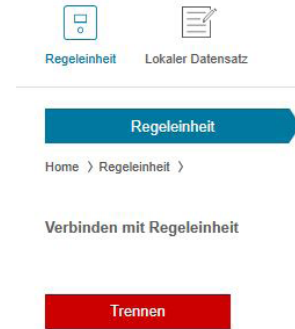 Regeleinheit Lokaler Datensatz
Regeleinheit
Home 〉 Regeleinheit 〉
Verbinden mit Regeleinheit
Trennen